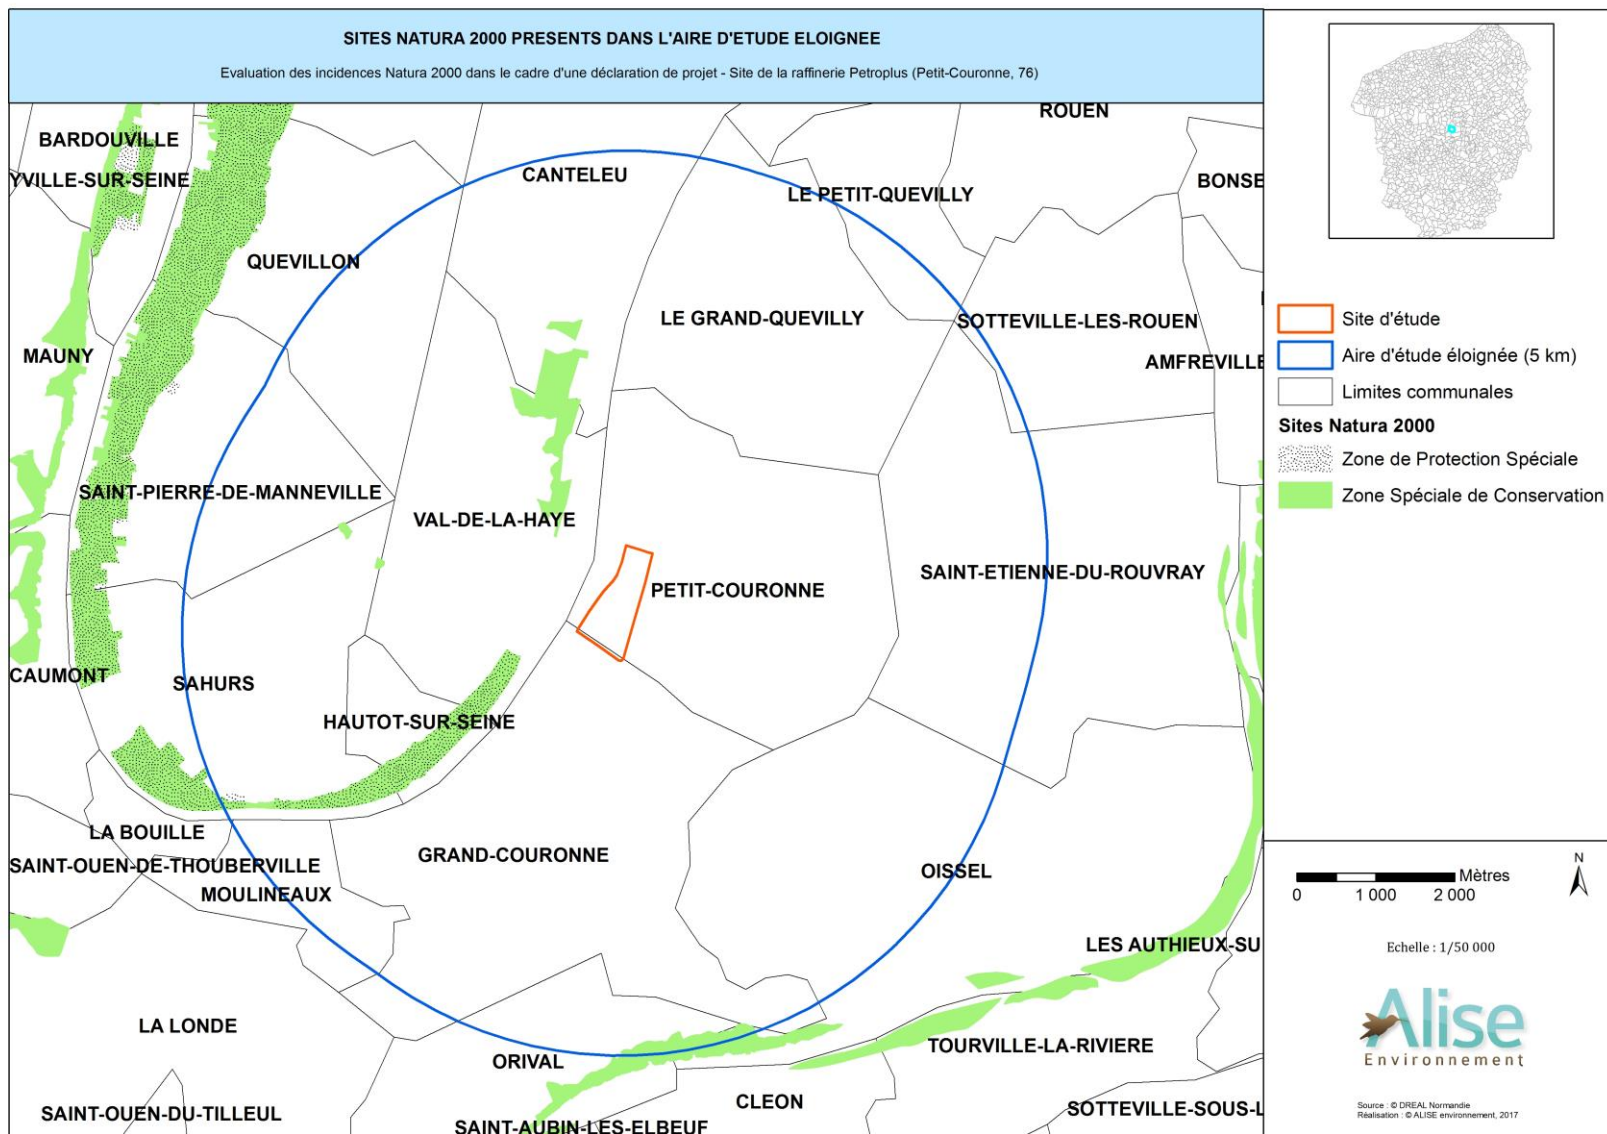 SITES NATURA 2000 PRESENTS DANS L'AIRE D'ETUDE ELOIGNEE
Evaluation des incidences Natura 2000 dans le cadre d'une déclaration de projet - Site de la raffinerie Petroplus (Petit-Couronne, 76)
ROUEN
BARDOUVILLE
CANTELEU
YVILLE-SUR-SEINE
BONSE
LE PETIT-QUEVILLY
QUEVILLON
LE GRAND-QUEVILLY
SOTTEVILLE-LES-ROUEN
MAUNY
AMFREVILLE
SAINT-PIERRE-DE-MANNEVILLE
VAL-DE-LA-HAYE
SAINT-ETIENNE-DU-ROUVRAY
PETIT-COURONNE
CAUMONT
SAHURS
HAUTOT-SUR-SEINE
LA BOUILLE
GRAND-COURONNE
SAINT-OUEN-DE-THOUBERVILLE
OISSEL
MOULINEAUX
LES AUTHIEUX-SU
LA LONDE
TOURVILLE-LA-RIVIERE
ORIVAL
CLEON
SAINT-OUEN-DU-TILLEUL
SOTTEVILLE-SOUS-L
SAINT-AUBIN-LES-ELBEUF
Site d'étude
Aire d'étude éloignée (5 km)
Limites communales
Sites Natura 2000
Zone de Protection Spéciale
Zone Spéciale de Conservation
Mètres
0 1 000 2 000
N
Echelle : 1/50 000
Alise
Environnement
Source : © DREAL Normandie
Réalisation : © ALISE environnement, 2017